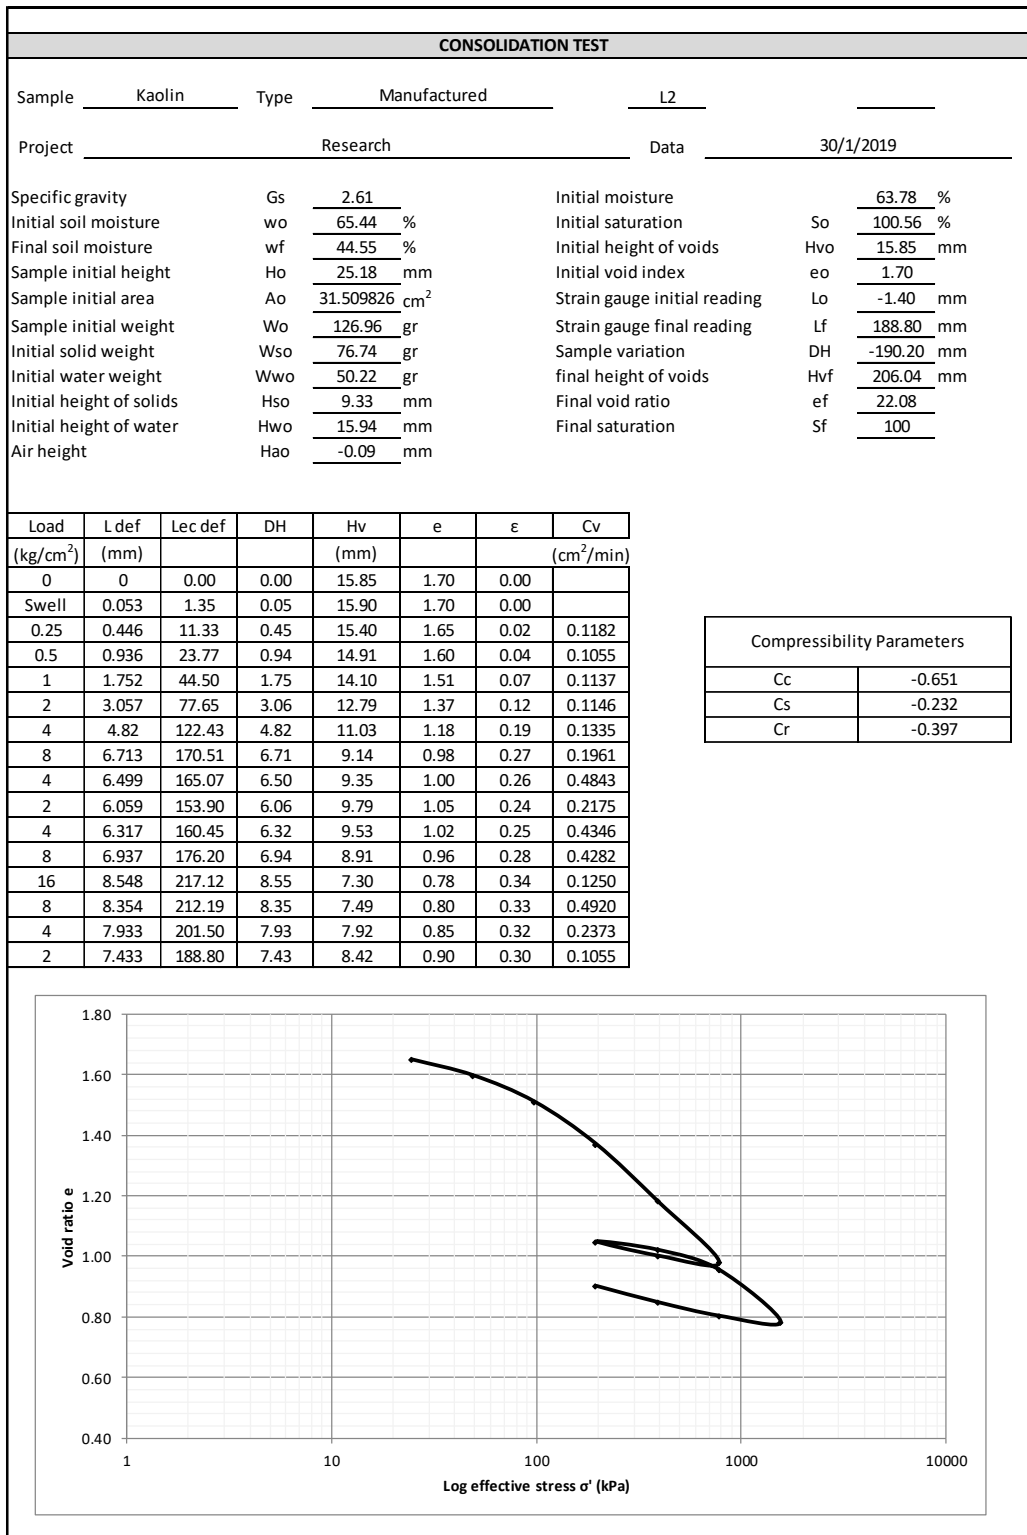 CONSOLIDATION TEST
Sample Kaolin Type Manufactured L2
Project Research Data 30/1/2019
Specific gravity Gs 2.61 Initial moisture 63.78 %
Initial soil moisture wo 65.44 % Initial saturation So 100.56 %
Final soil moisture wf 44.55 % Initial height of voids Hvo 15.85 mm
Sample initial height Ho 25.18 mm Initial void index eo 1.70
Sample initial area Ao 31.509826 cm² Strain gauge initial reading Lo -1.40 mm
Sample initial weight Wo 126.96 gr Strain gauge final reading Lf 188.80 mm
Initial solid weight Wso 76.74 gr Sample variation DH -190.20 mm
Initial water weight Wwo 50.22 gr final height of voids Hvf 206.04 mm
Initial height of solids Hso 9.33 mm Final void ratio ef 22.08
Initial height of water Hwo 15.94 mm Final saturation Sf 100
Air height Hao -0.09 mm
Load L def Lec def DH Hv e ε Cv
(kg/cm²) (mm) (mm) (cm²/min)
0 0 0.00 0.00 15.85 1.70 0.00
Swell 0.053 1.35 0.05 15.90 1.70 0.00
0.25 0.446 11.33 0.45 15.40 1.65 0.02 0.1182
0.5 0.936 23.77 0.94 14.91 1.60 0.04 0.1055
1 1.752 44.50 1.75 14.10 1.51 0.07 0.1137
2 3.057 77.65 3.06 12.79 1.37 0.12 0.1146
4 4.82 122.43 4.82 11.03 1.18 0.19 0.1335
8 6.713 170.51 6.71 9.14 0.98 0.27 0.1961
4 6.499 165.07 6.50 9.35 1.00 0.26 0.4843
2 6.059 153.90 6.06 9.79 1.05 0.24 0.2175
4 6.317 160.45 6.32 9.53 1.02 0.25 0.4346
8 6.937 176.20 6.94 8.91 0.96 0.28 0.4282
16 8.548 217.12 8.55 7.30 0.78 0.34 0.1250
8 8.354 212.19 8.35 7.49 0.80 0.33 0.4920
4 7.933 201.50 7.93 7.92 0.85 0.32 0.2373
2 7.433 188.80 7.43 8.42 0.90 0.30 0.1055
Compressibility Parameters
Cc -0.651
Cs -0.232
Cr -0.397
1.80
1.60
1.40
1.20
1.00
0.80
0.60
0.40
Void ratio e
1 10 100 1000 10000
Log effective stress σ' (kPa)